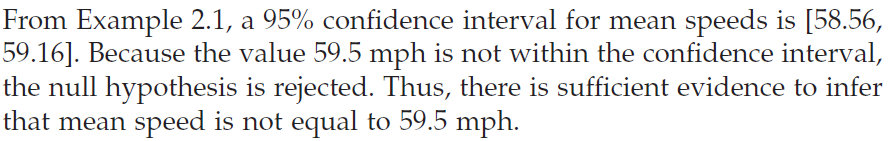 From Example 2.1, a 95% confidence interval for mean speeds is [58.56,
59.16]. Because the value 59.5 mph is not within the confidence interval,
the null hypothesis is rejected. Thus, there is sufficient evidence to infer
that mean speed is not equal to 59.5 mph.